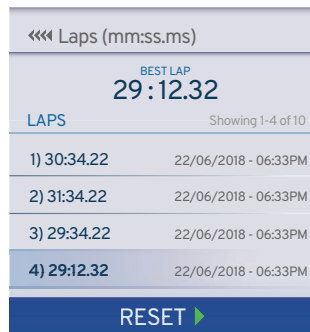 Laps (mm:ss.ms)
BEST LAP
29:12.32
LAPS Showing 1-4 of 10
1) 30:34.22 22/06/2018 - 06:33PM
2) 31:34.22 22/06/2018 - 06:33PM
3) 29:34.22 22/06/2018 - 06:33PM
4) 29:12.32 22/06/2018 - 06:33PM
RESET